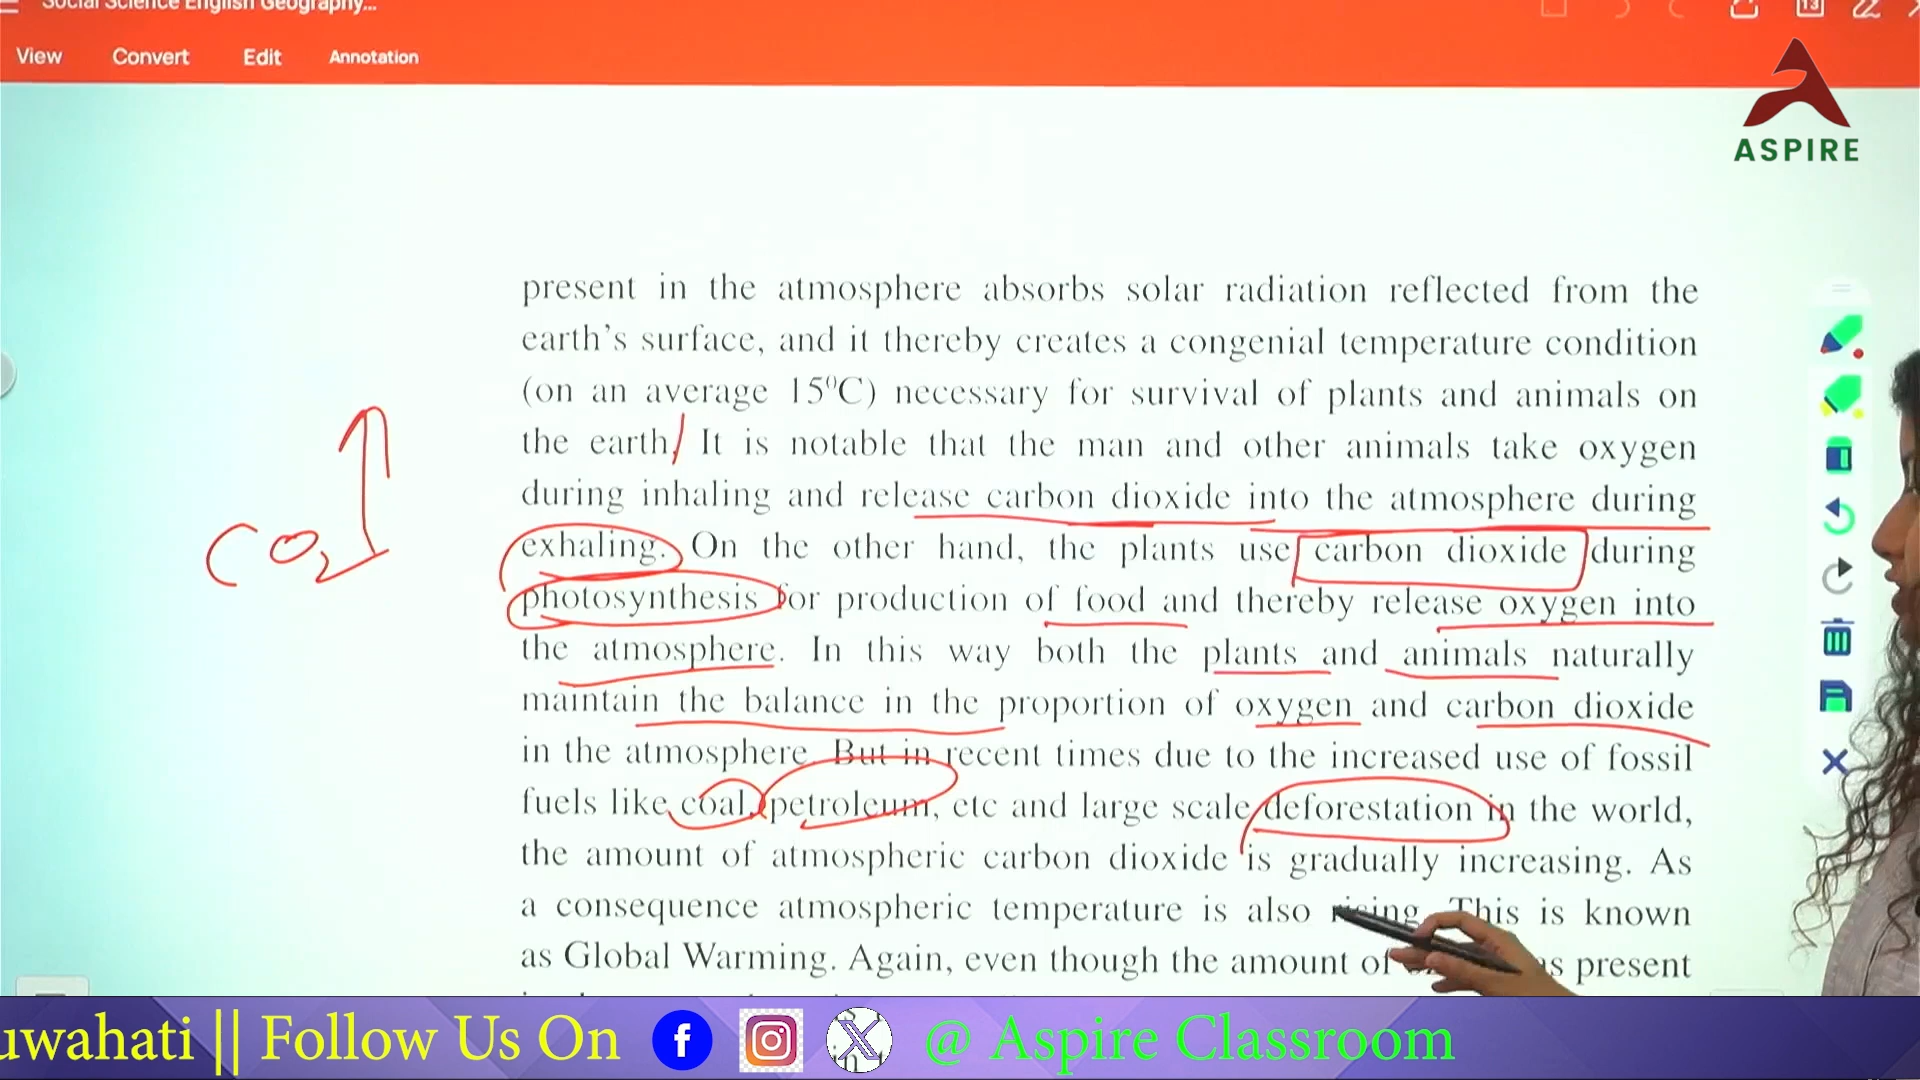 Social Science English Geography...
View Convert Edit Annotation
13
ASPIRE
present in the atmosphere absorbs solar radiation reflected from the
earth's surface, and it thereby creates a congenial temperature condition
(on an average 15⁰C) necessary for survival of plants and animals on
the earth. It is notable that the man and other animals take oxygen
during inhaling and release carbon dioxide into the atmosphere during
exhaling. On the other hand, the plants use carbon dioxide during
photosynthesis for production of food and thereby release oxygen into
the atmosphere. In this way both the plants and animals naturally
maintain the balance in the proportion of oxygen and carbon dioxide
in the atmosphere. But in recent times due to the increased use of fossil
fuels like coal, petroleum, etc and large scale deforestation in the world,
the amount of atmospheric carbon dioxide is gradually increasing. As
a consequence atmospheric temperature is also rising. This is known
as Global Warming. Again, even though the amount of present
CO2
uwahati || Follow Us On @ Aspire Classroom